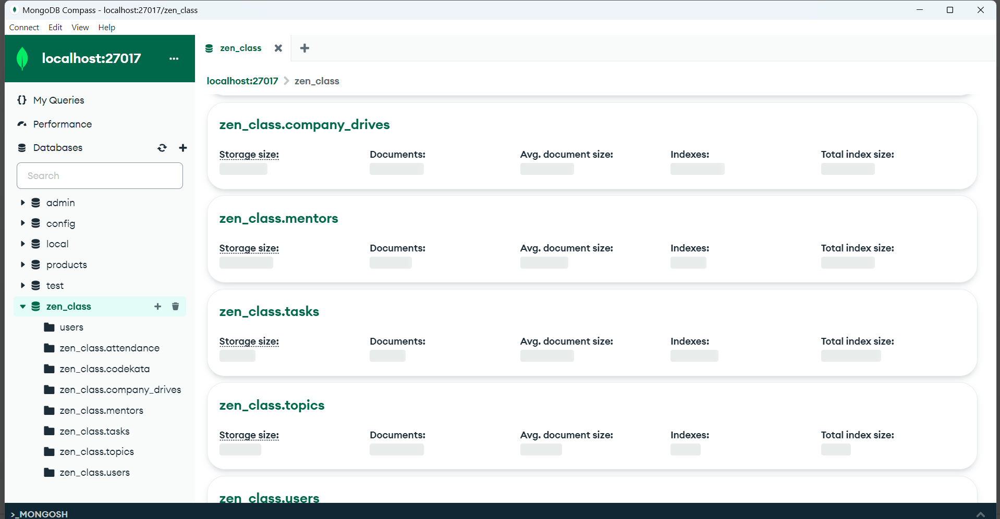 MongoDB Compass - localhost:27017/zen_class
Connect Edit View Help
localhost:27017 ...
My Queries
Performance
Databases
Search
admin
config
local
products
test
zen_class
users
zen_class.attendance
zen_class.codekata
zen_class.company_drives
zen_class.mentors
zen_class.tasks
zen_class.topics
zen_class.users
zen_class
localhost:27017 > zen_class
zen_class.company_drives
Storage size: Documents: Avg. document size: Indexes: Total index size:
zen_class.mentors
Storage size: Documents: Avg. document size: Indexes: Total index size:
zen_class.tasks
Storage size: Documents: Avg. document size: Indexes: Total index size:
zen_class.topics
Storage size: Documents: Avg. document size: Indexes: Total index size:
zen_class.users
>_MONGOSH